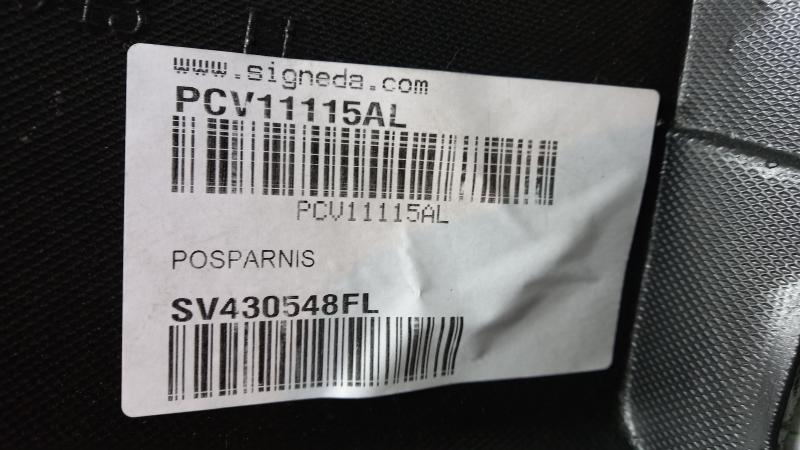 www.signeda.com
PCV11115AL
PCV11115AL
POSPARNIS
SV430548FL